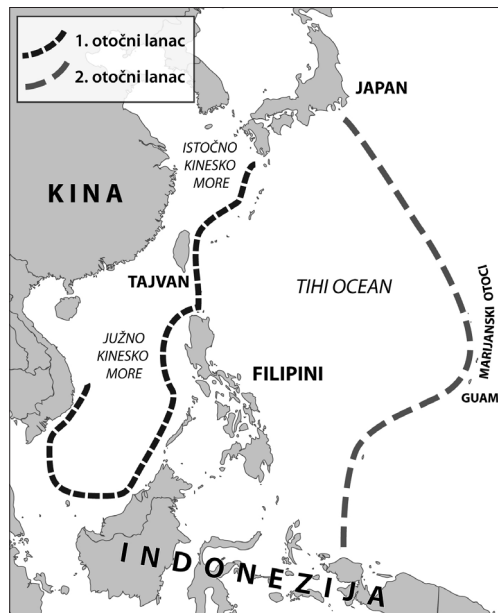 1. otočni lanac
2. otočni lanac
JAPAN
ISTOČNO
KINESKO
MORE
KINA
TAJVAN
TIHI OCEAN
MARIJANSKI OTOCI
JUŽNO
KINESKO
MORE
FILIPINI
GUAM
INDONEZIJA